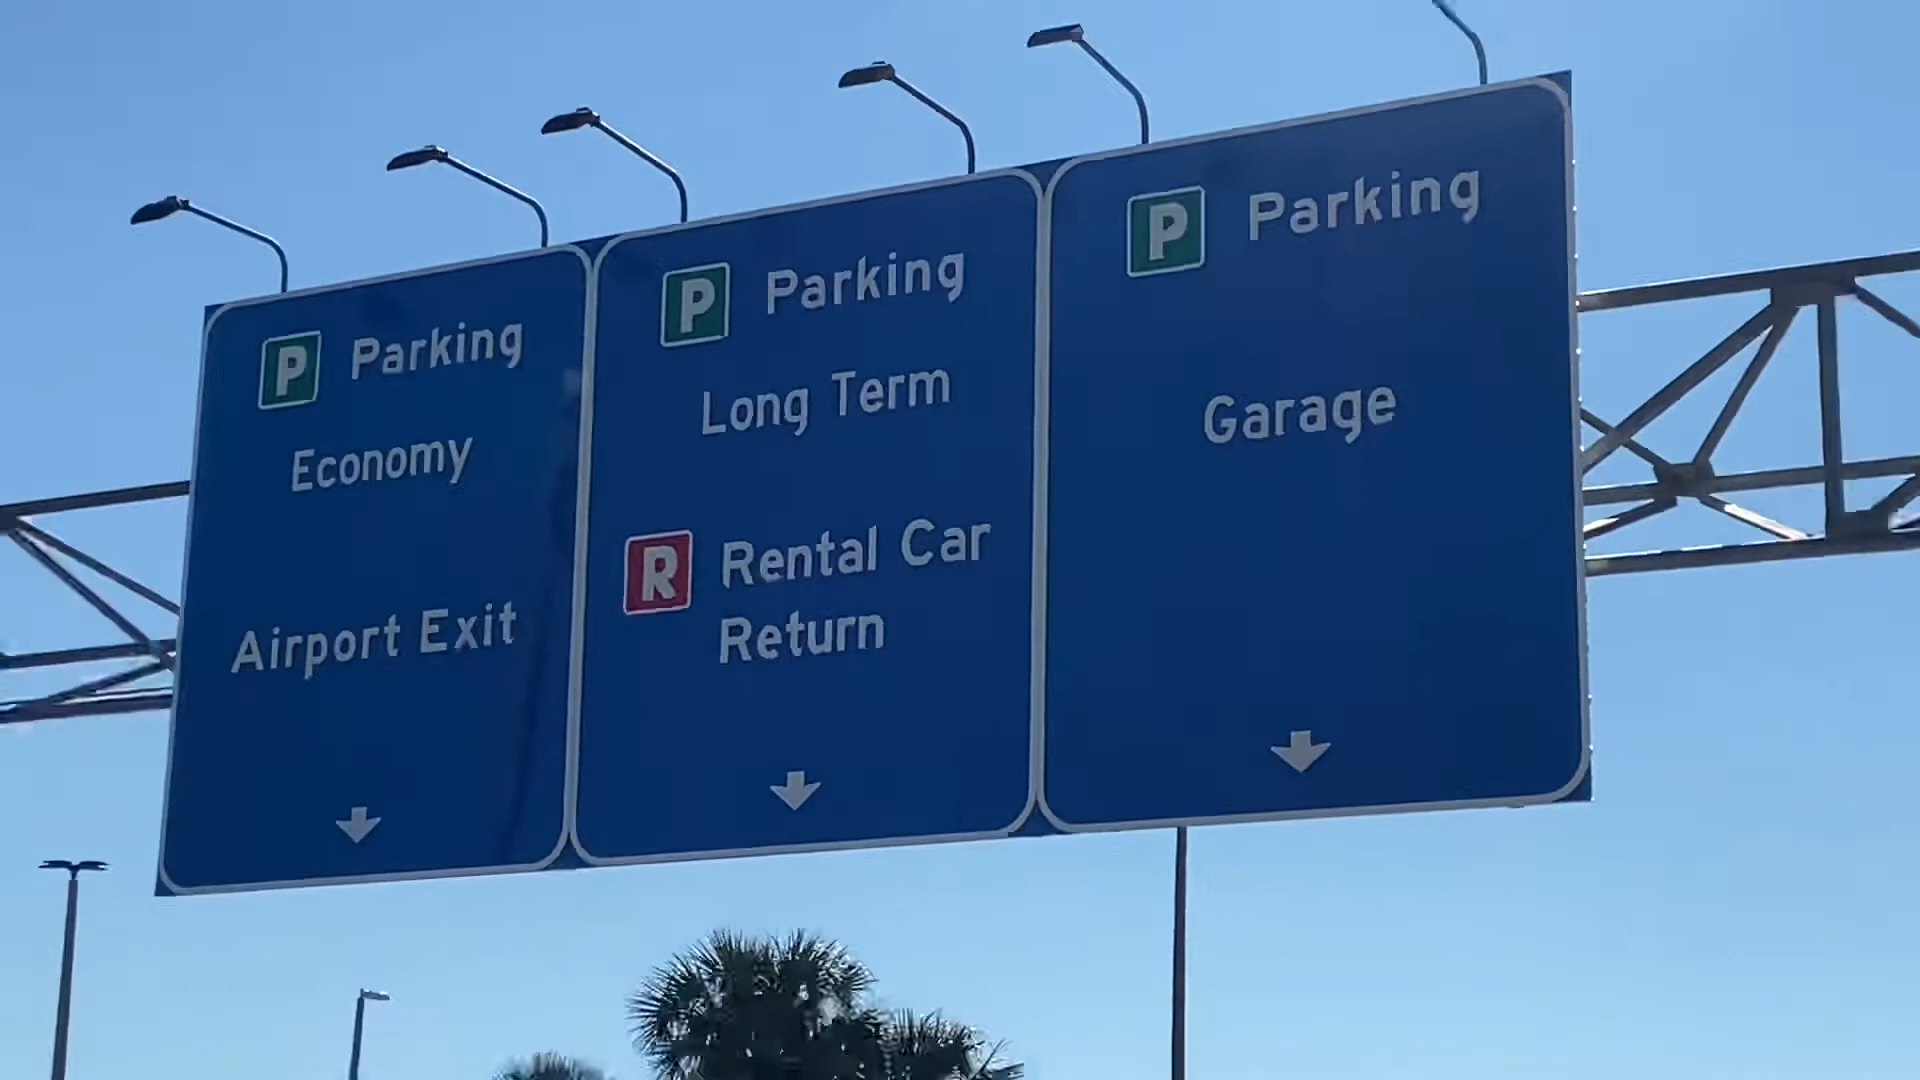 P Parking
Economy
Airport Exit
P Parking
Long Term
R Rental Car
Return
P Parking
Garage